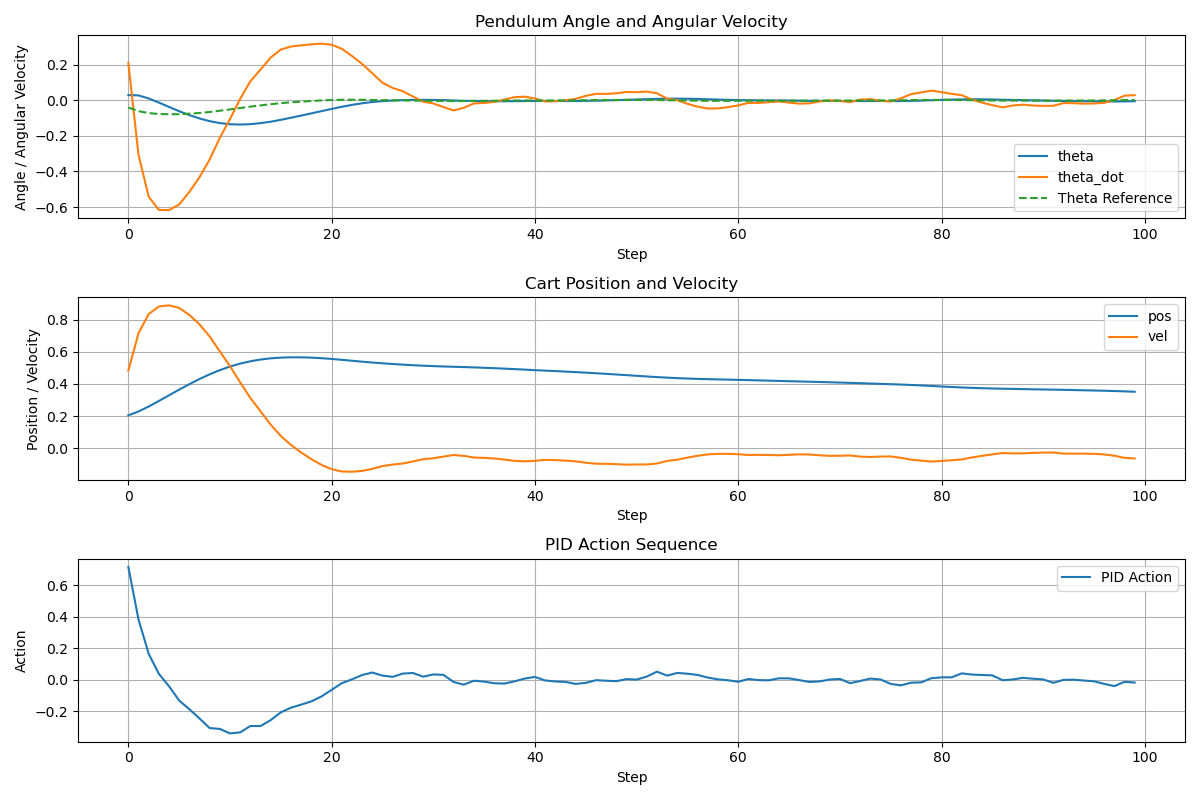 Pendulum Angle and Angular Velocity
Angle / Angular Velocity
0.2
0.0
−0.2
−0.4
−0.6
theta
theta_dot
Theta Reference
0 20 40 60 80 100
Step
Cart Position and Velocity
Position / Velocity
0.8
0.6
0.4
0.2
0.0
pos
vel
0 20 40 60 80 100
Step
PID Action Sequence
Action
0.6
0.4
0.2
0.0
−0.2
PID Action
0 20 40 60 80 100
Step